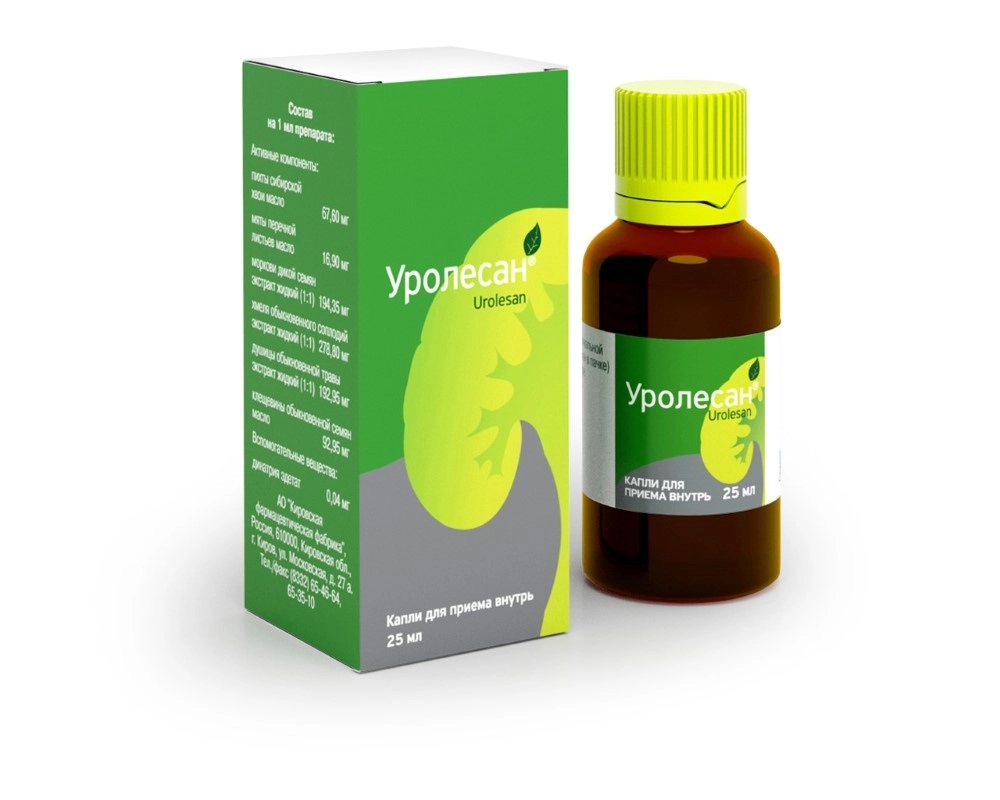 Состав
на 1 мл препарата:
Активные компоненты:
пихты сибирской
хвои масло 67,60 мг
мяты перечной
листьев масло 16,90 мг
моркови дикой семян
экстракт жидкий (1:1) 194,35 мг
хмеля обыкновенного соплодий
экстракт жидкий (1:1) 278,80 мг
душицы обыкновенной травы
экстракт жидкий (1:1) 192,95 мг
клещевины обыкновенной семян
масло 92,95 мг
Вспомогательные вещества:
динатрия эдетат 0,04 мг
АО "Кировская
фармацевтическая фабрика",
Россия, 610000, Кировская обл.,
г. Киров, ул. Московская, д. 27 а.
Тел./факс (8332) 65-46-64,
65-35-10
Уролесан®
Urolesan
Капли для приема внутрь
25 мл
в пачке)
Уролесан®
Urolesan
КАПЛИ ДЛЯ
ПРИЕМА ВНУТРЬ 25 мл